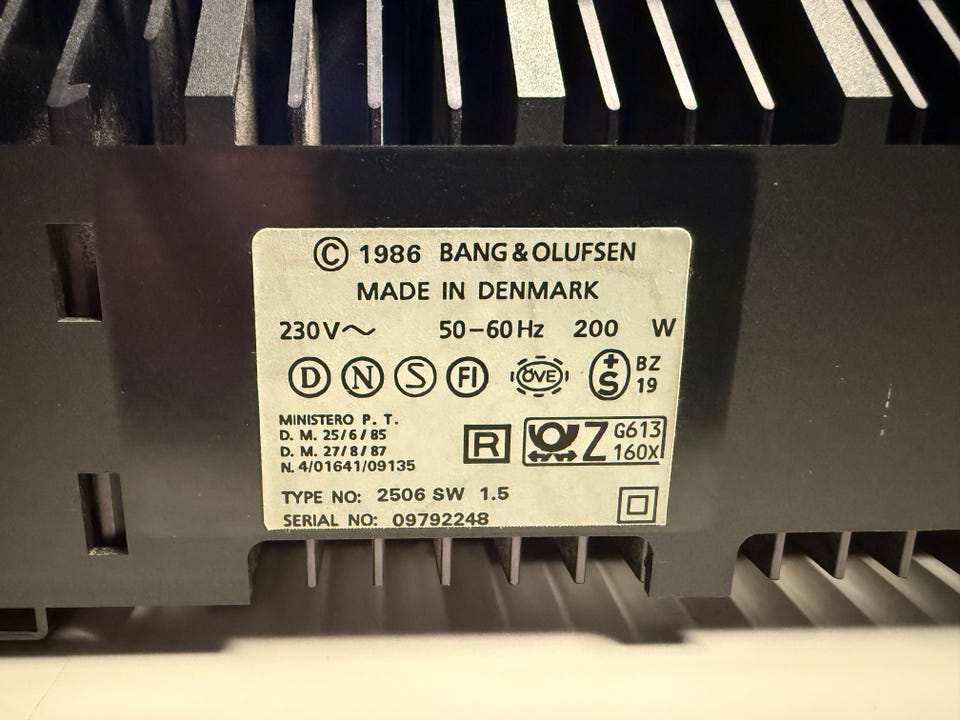 © 1986 BANG & OLUFSEN
MADE IN DENMARK
230V~ 50-60Hz 200 W
D N S FI ÖVE +S BZ 19
MINISTERO P. T.
D. M. 25/6/85
D. M. 27/8/87
N. 4/01641/09135
R Z G613 160X
TYPE NO: 2506 SW 1.5
SERIAL NO: 09792248